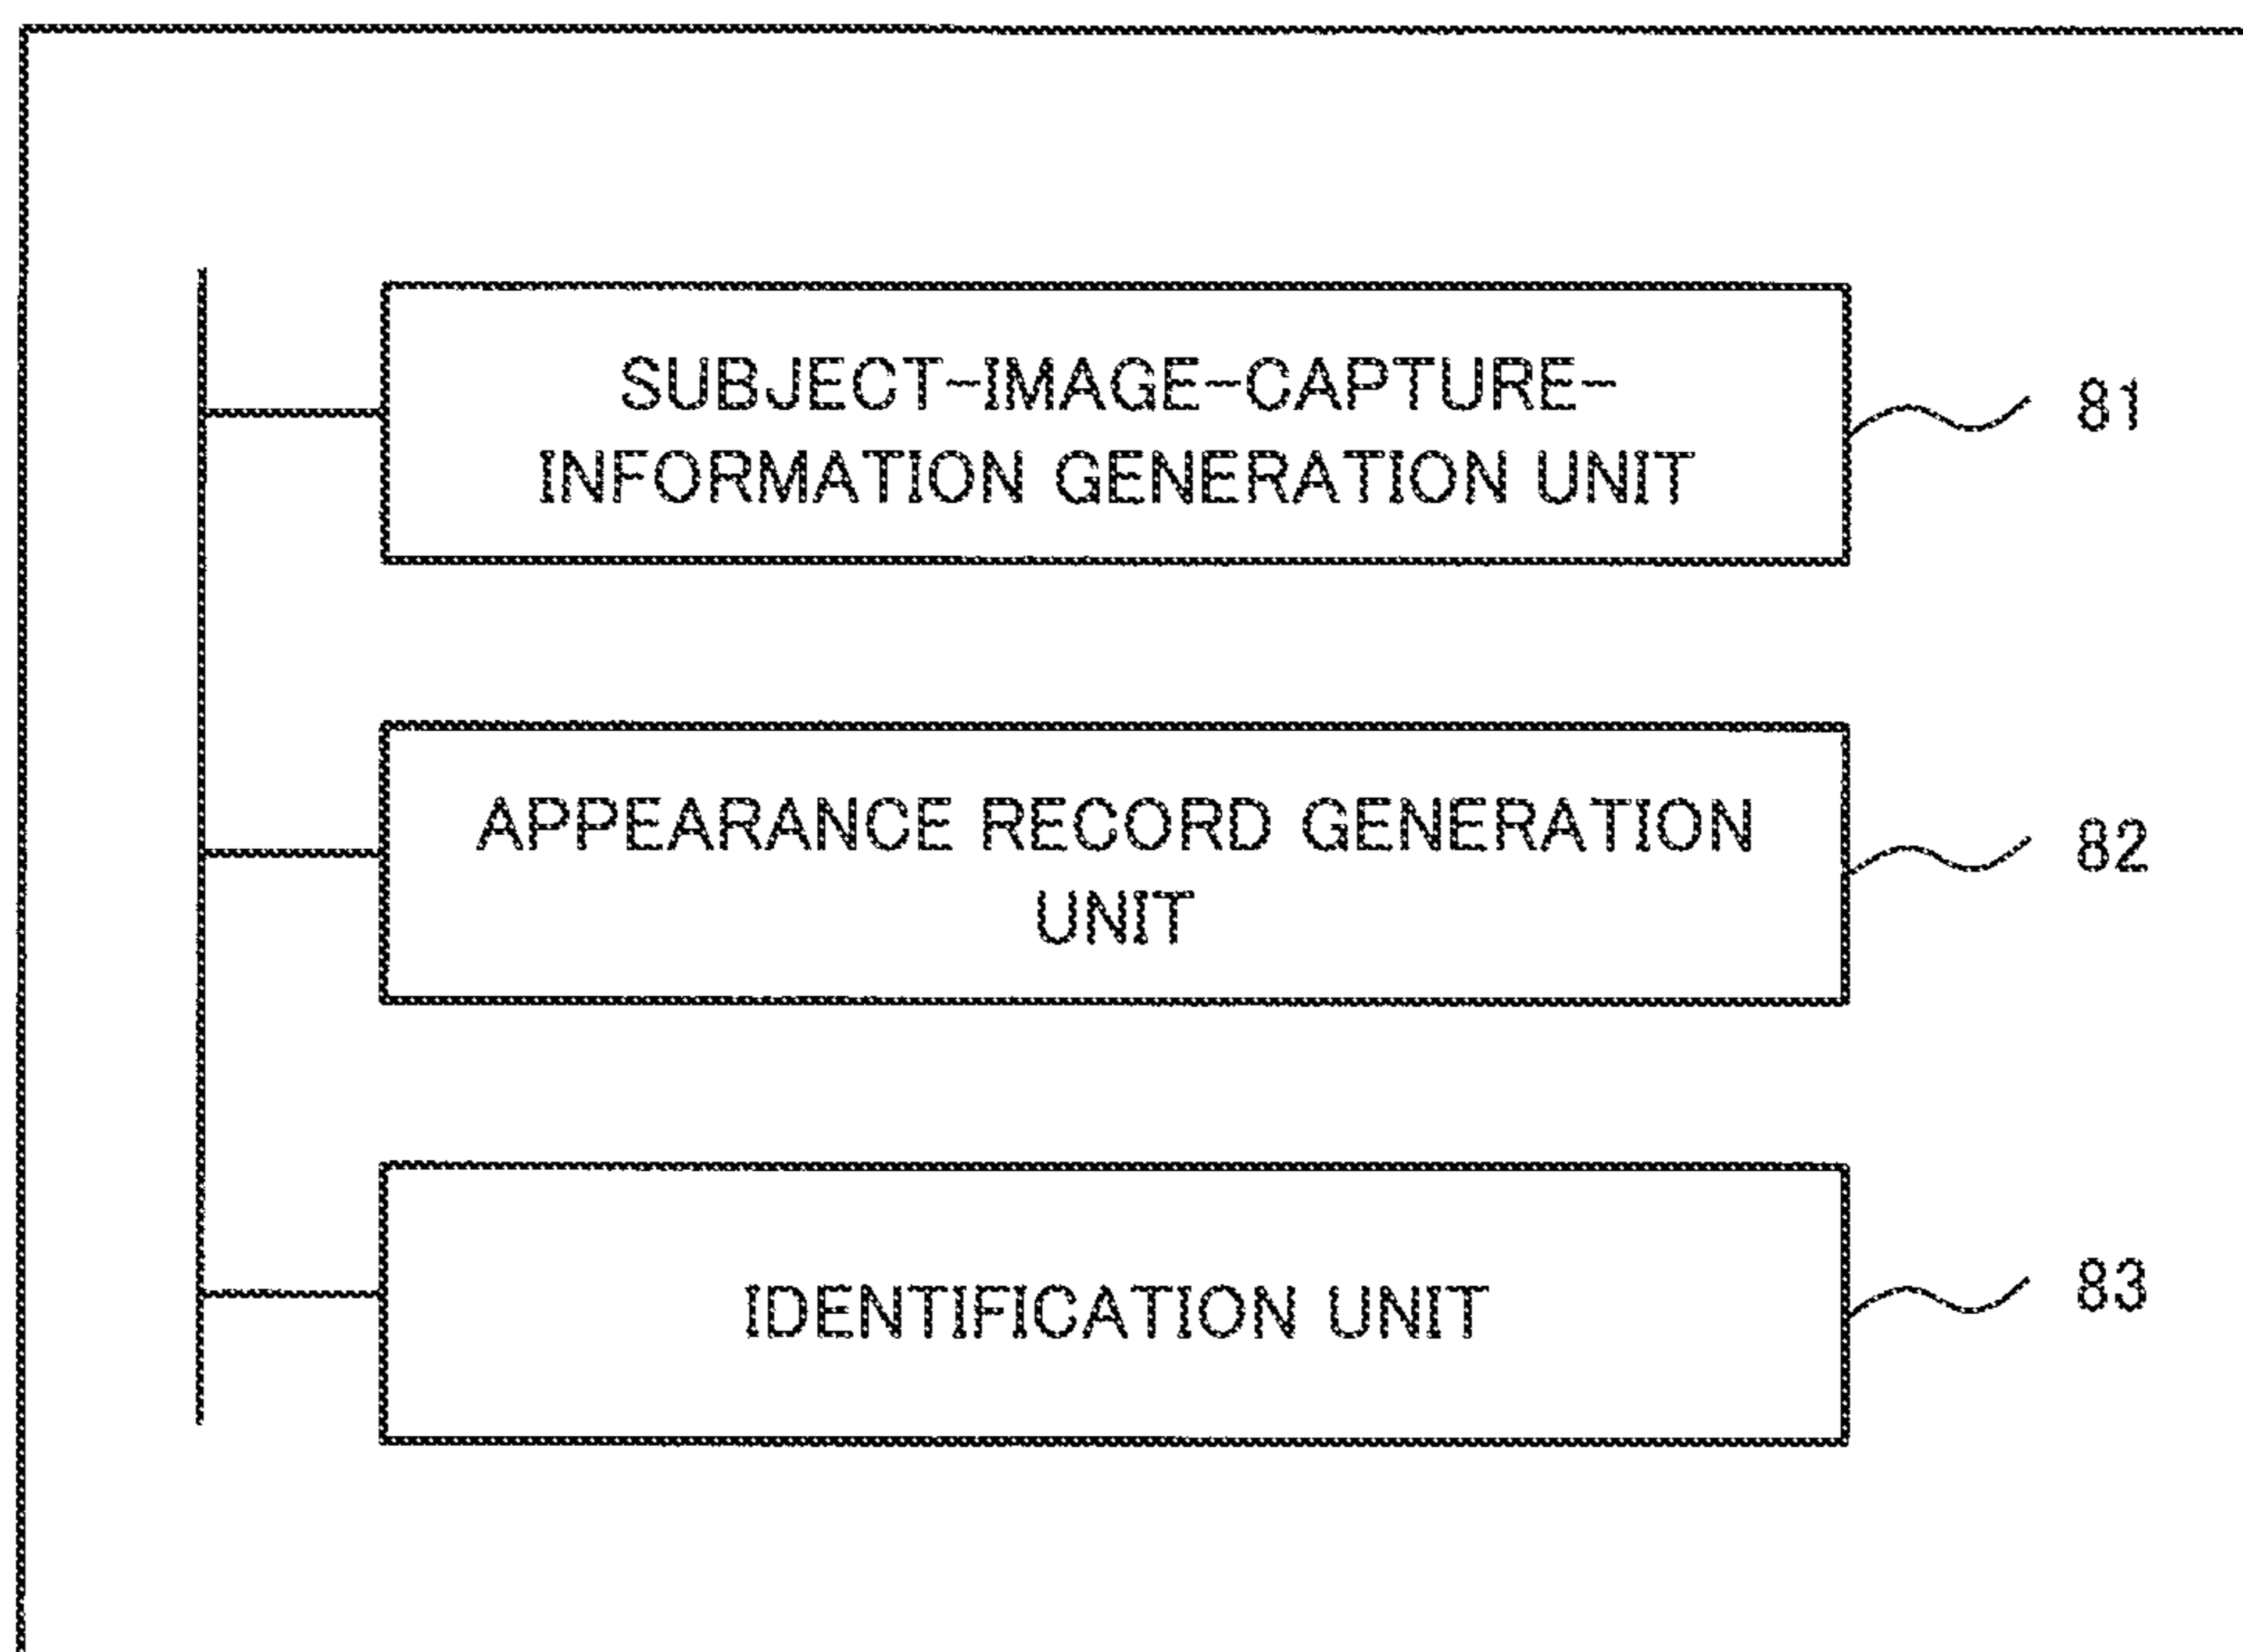 SUBJECT-IMAGE-CAPTURE-
INFORMATION GENERATION UNIT
81
APPEARANCE RECORD GENERATION
UNIT
82
IDENTIFICATION UNIT
83